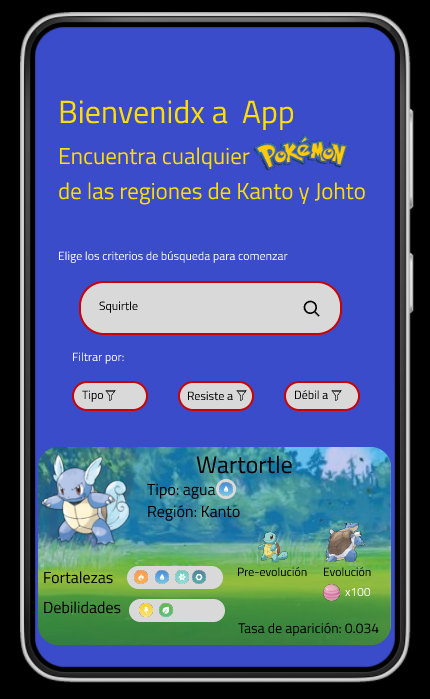 Bienvenidx a App
Encuentra cualquier POKéMON
de las regiones de Kanto y Johto
Elige los criterios de búsqueda para comenzar
Squirtle
Filtrar por:
Tipo Resiste a Débil a
Wartortle
Tipo: agua
Región: Kanto
Pre-evolución Evolución
Fortalezas
x100
Debilidades
Tasa de aparición: 0.034